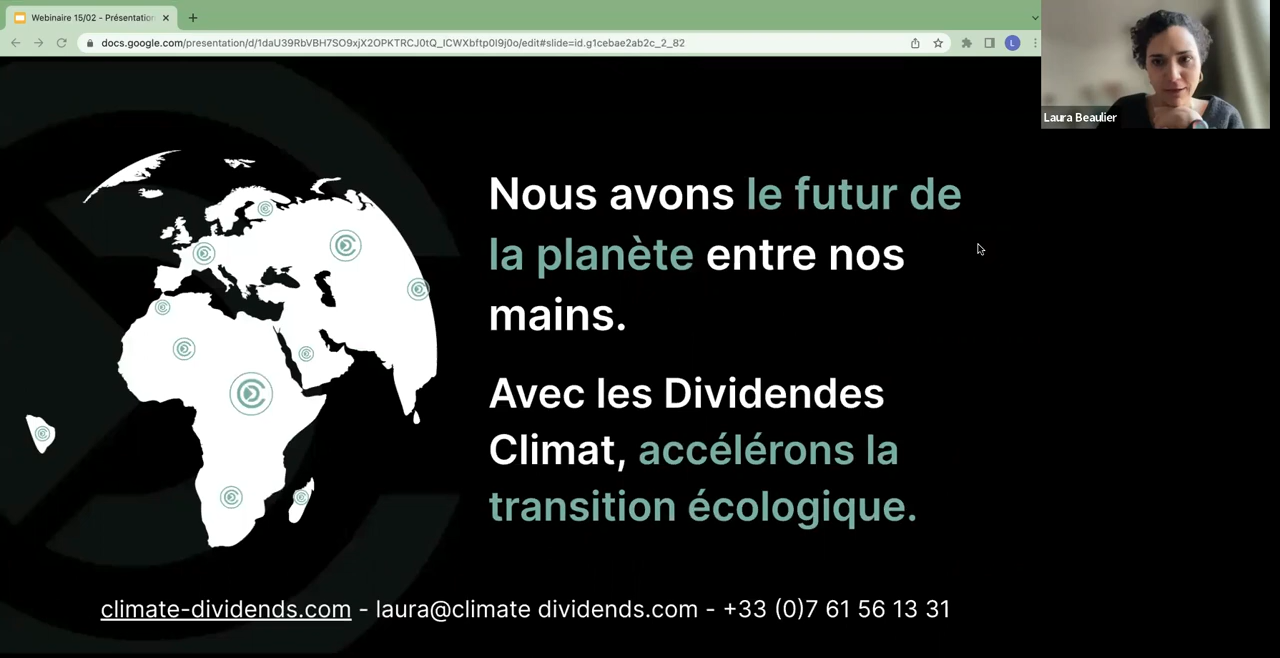 Webinaire 15/02 - Présentation
docs.google.com/presentation/d/1daU39RbVBH7SO9xjX2OPKTRCJ0tQ_ICWXbftp0I9j0o/edit#slide=id.g1cebae2ab2c_2_82
L
Laura Beaulier
Nous avons le futur de
la planète entre nos
mains.
Avec les Dividendes
Climat, accélérons la
transition écologique.
climate-dividends.com - laura@climate dividends.com - +33 (0)7 61 56 13 31